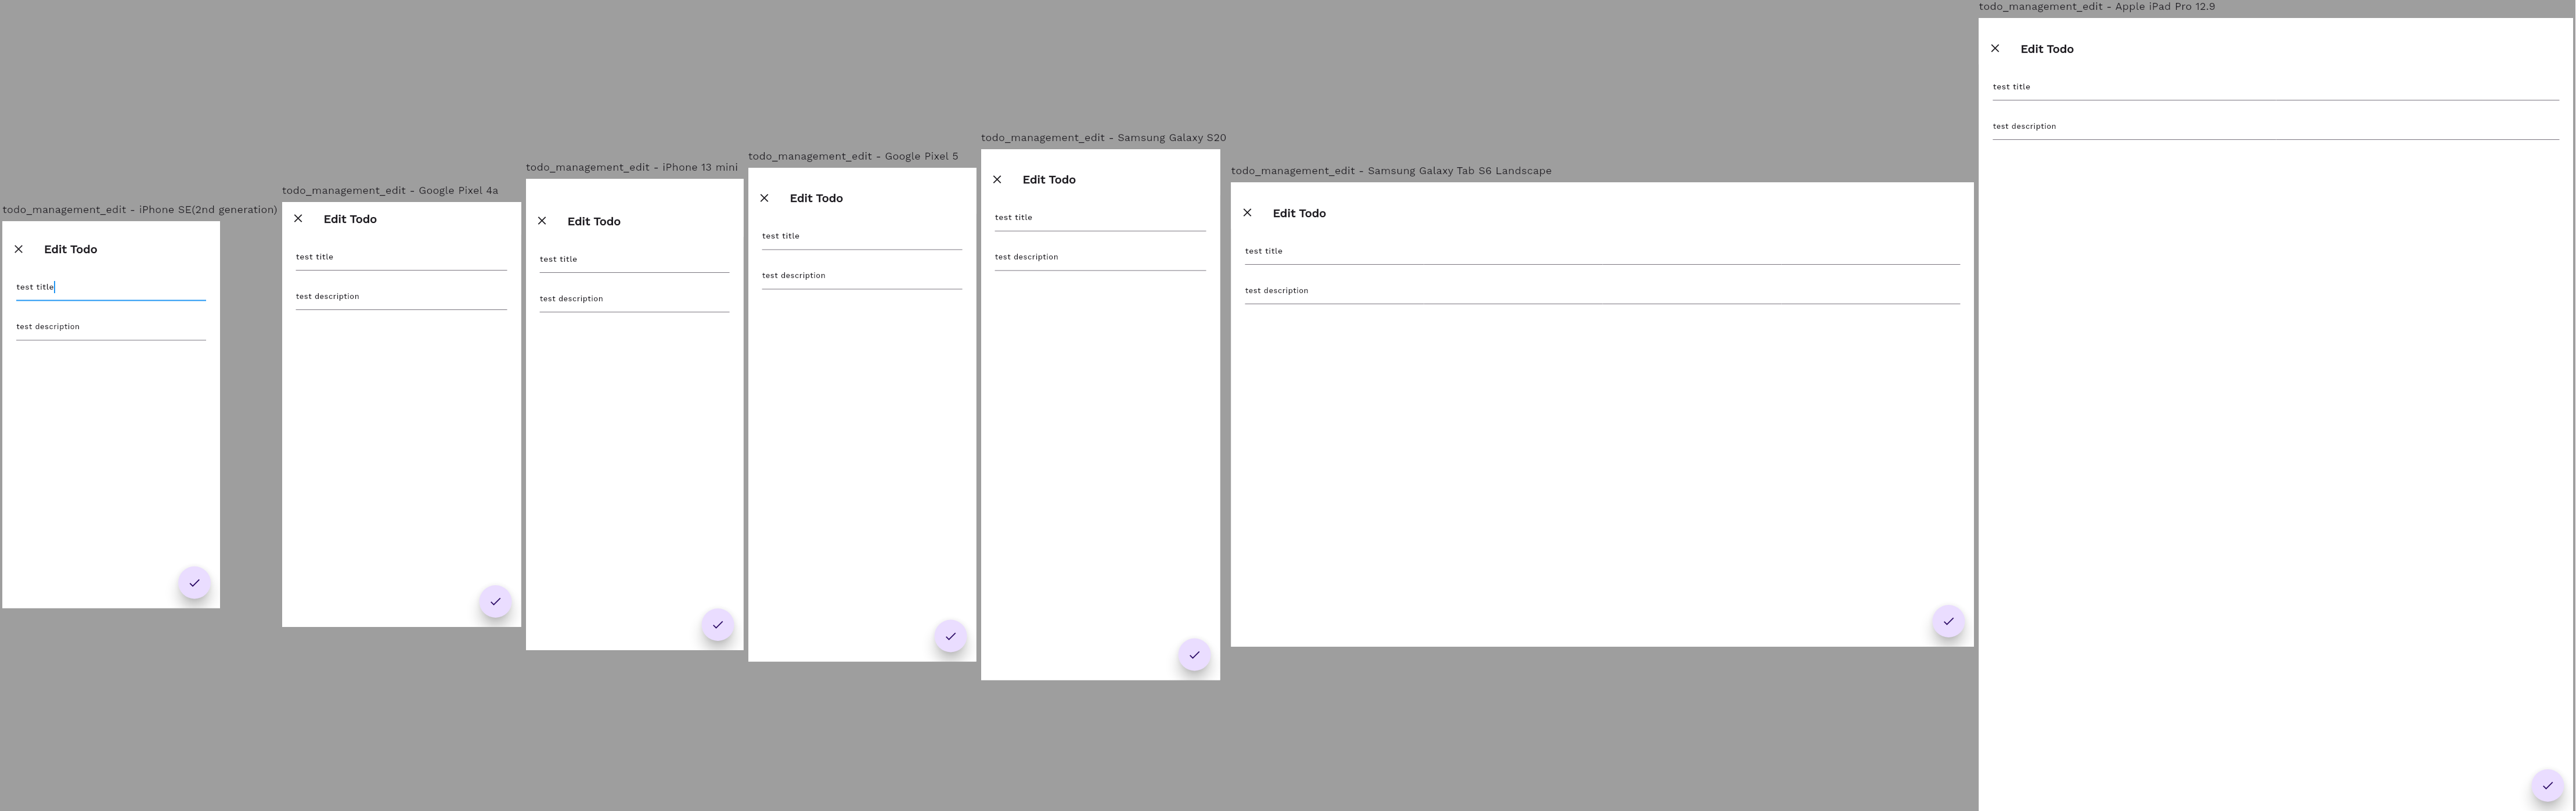 todo_management_edit - iPhone SE(2nd generation)
Edit Todo
test title
test description
todo_management_edit - Google Pixel 4a
Edit Todo
test title
test description
todo_management_edit - iPhone 13 mini
Edit Todo
test title
test description
todo_management_edit - Google Pixel 5
Edit Todo
test title
test description
todo_management_edit - Samsung Galaxy S20
Edit Todo
test title
test description
todo_management_edit - Samsung Galaxy Tab S6 Landscape
Edit Todo
test title
test description
todo_management_edit - Apple iPad Pro 12.9
Edit Todo
test title
test description